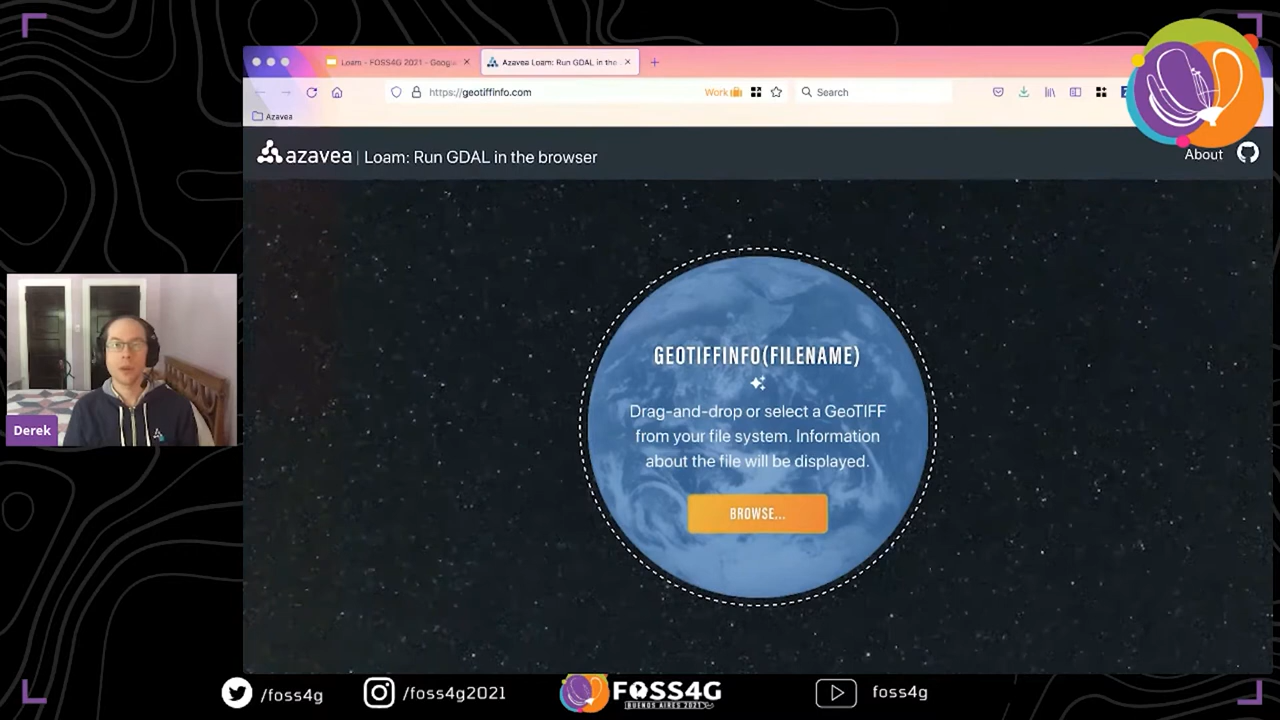 Loam - FOSS4G 2021 - Goog
Azavea Loam: Run GDAL in the
https://geotiffinfo.com
Work
Search
Azavea
azavea | Loam: Run GDAL in the browser
About
GEOTIFFINFO(FILENAME)
Drag-and-drop or select a GeoTIFF
from your file system. Information
about the file will be displayed.
BROWSE...
Derek
/foss4g
/foss4g2021
FOSS4G
BUENOS AIRES 2021
foss4g